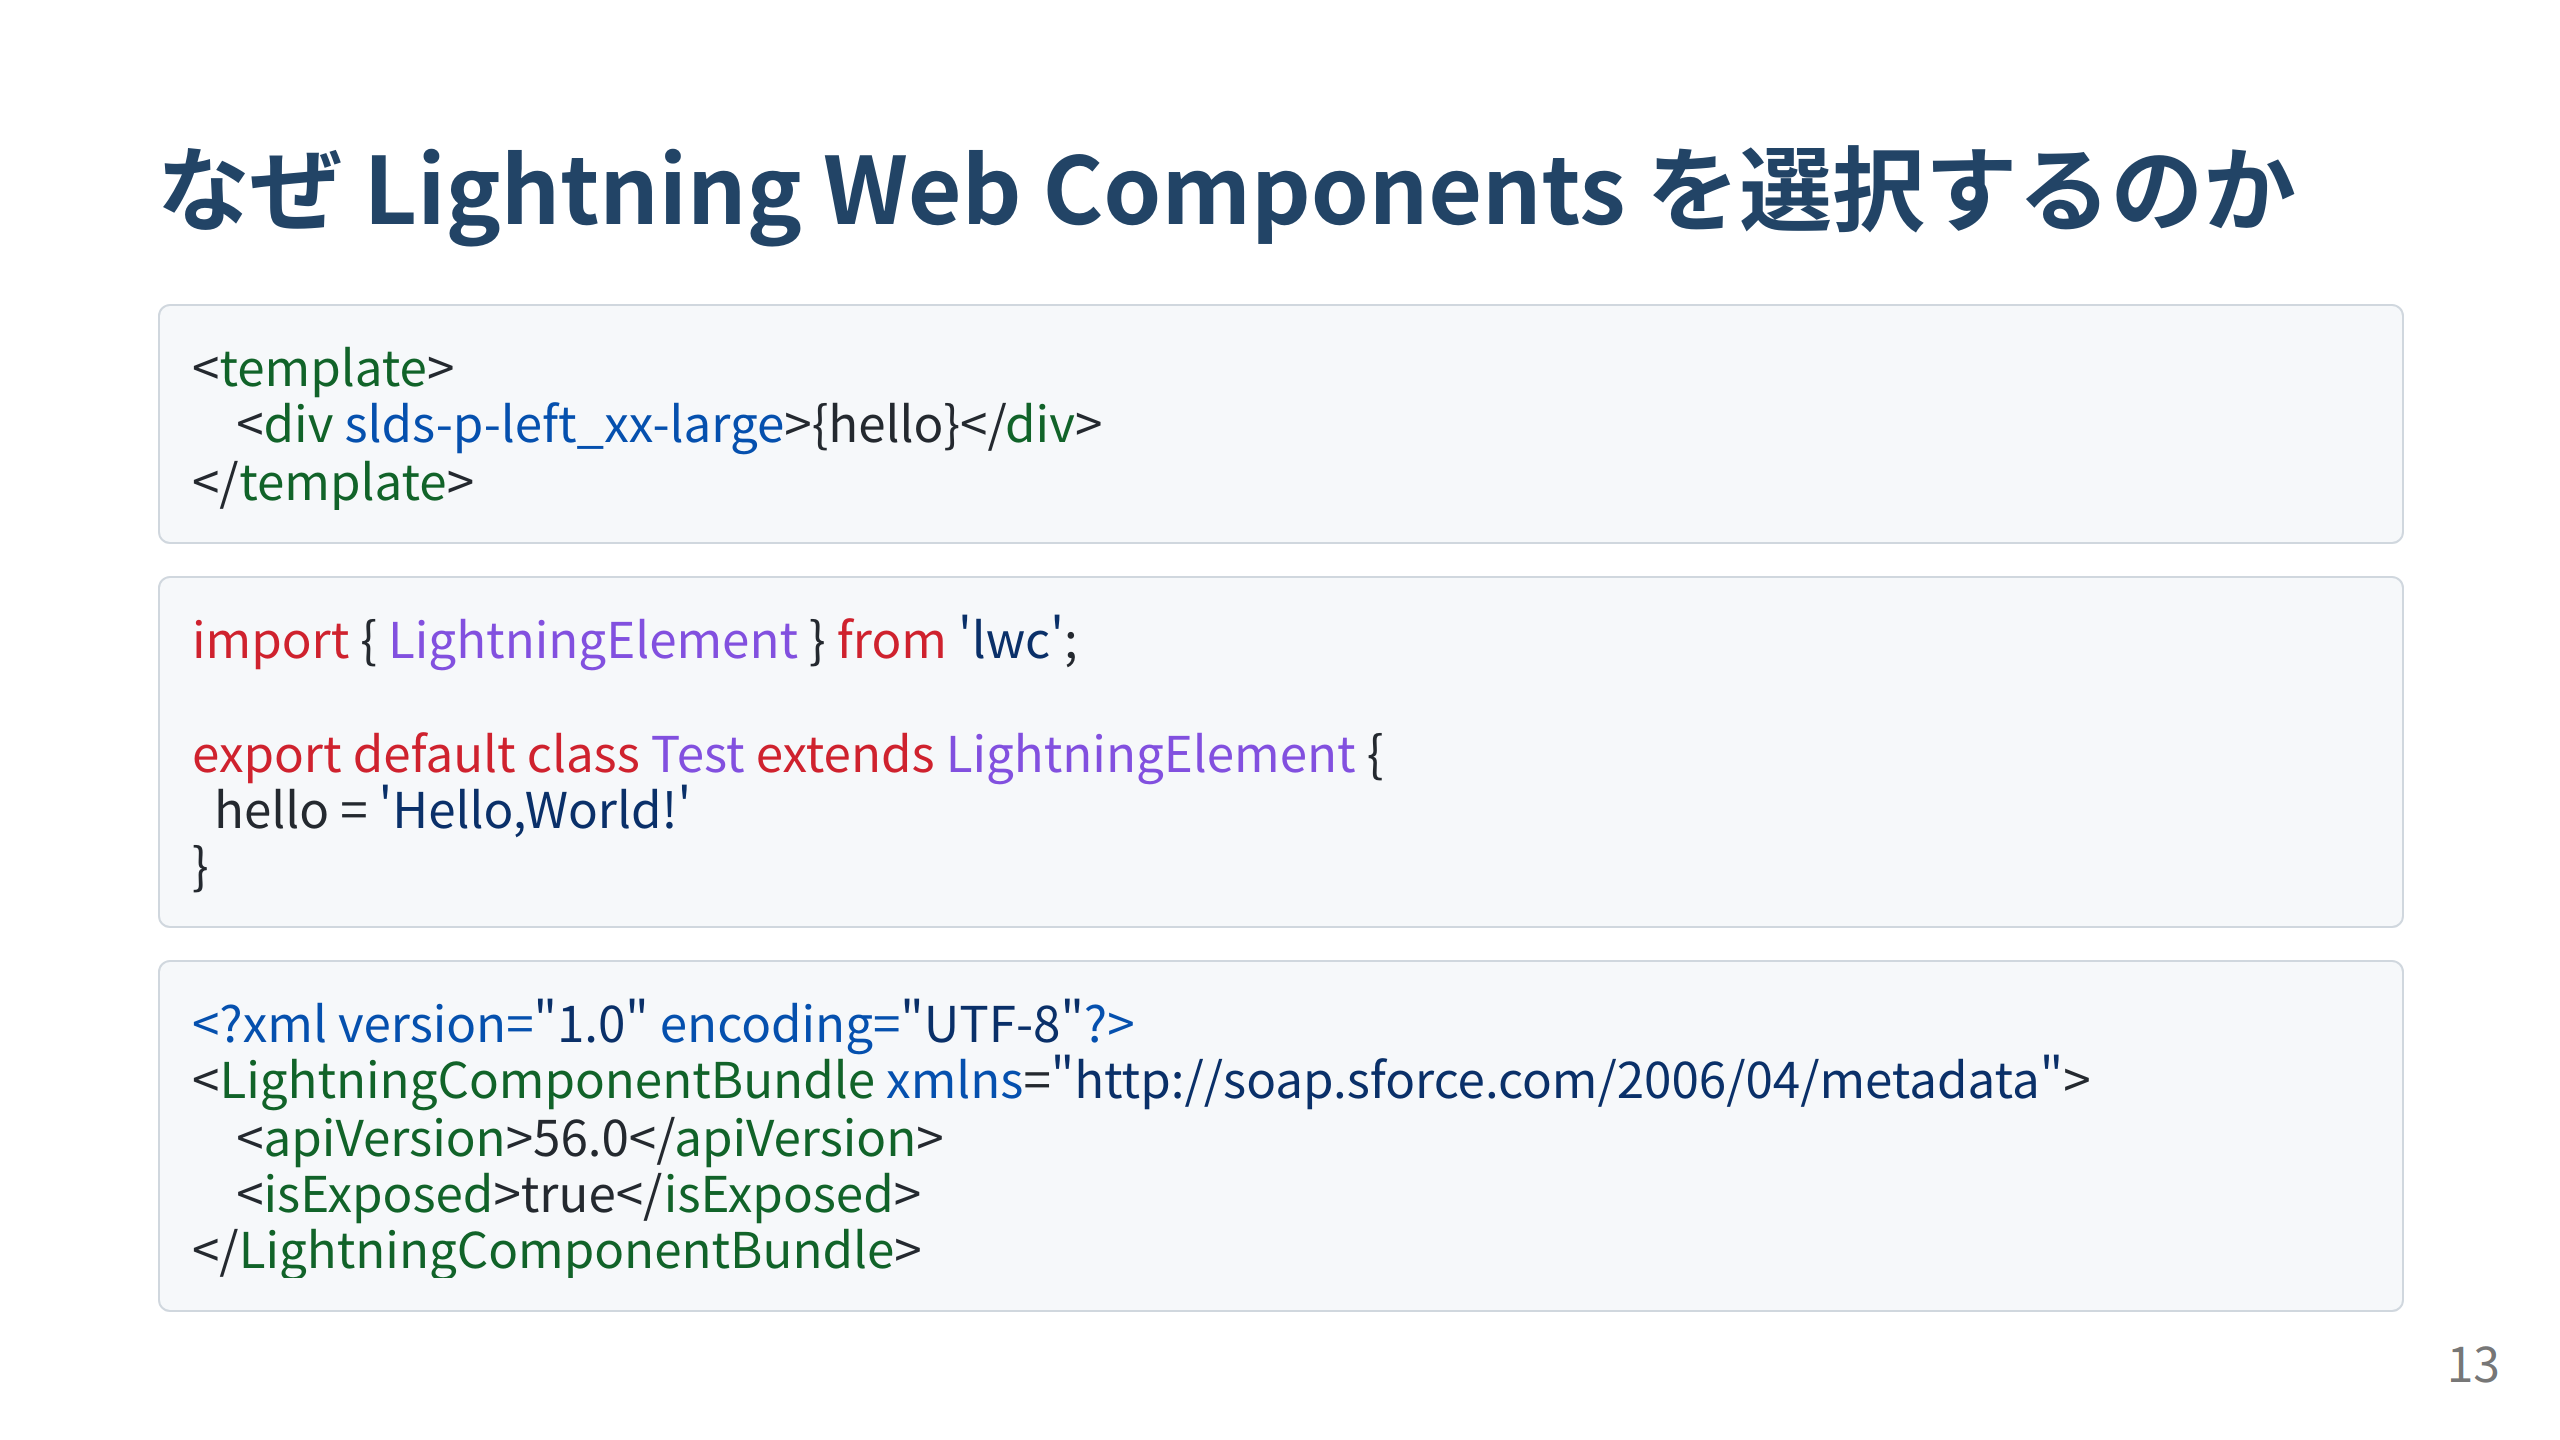 なぜ Lightning Web Components を選択するのか
<template>
    <div slds-p-left_xx-large>{hello}</div>
</template>
import { LightningElement } from 'lwc';
export default class Test extends LightningElement {
  hello = 'Hello,World!'
}
<?xml version="1.0" encoding="UTF-8"?>
<LightningComponentBundle xmlns="http://soap.sforce.com/2006/04/metadata">
    <apiVersion>56.0</apiVersion>
    <isExposed>true</isExposed>
</LightningComponentBundle>
13